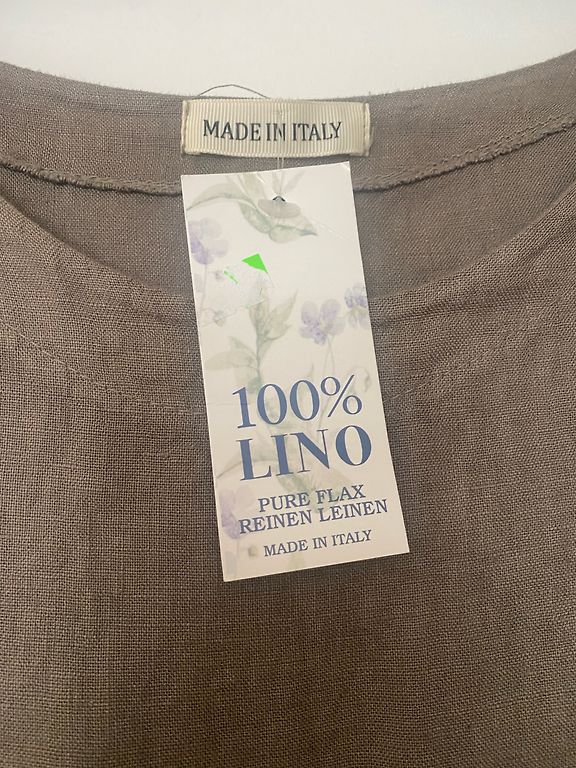 MADE IN ITALY
100%
LINO
PURE FLAX
REINEN LEINEN
MADE IN ITALY